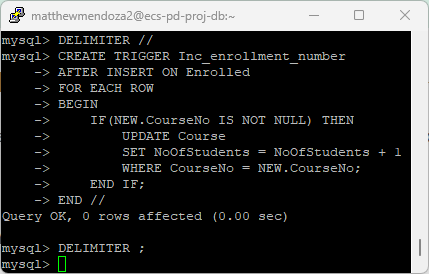 matthewmendoza2@ecs-pd-proj-db:~
mysql> DELIMITER //
mysql> CREATE TRIGGER Inc_enrollment_number
    -> AFTER INSERT ON Enrolled
    -> FOR EACH ROW
    -> BEGIN
    ->     IF(NEW.CourseNo IS NOT NULL) THEN
    ->         UPDATE Course
    ->         SET NoOfStudents = NoOfStudents + 1
    ->         WHERE CourseNo = NEW.CourseNo;
    ->     END IF;
    -> END //
Query OK, 0 rows affected (0.00 sec)
mysql> DELIMITER ;
mysql>